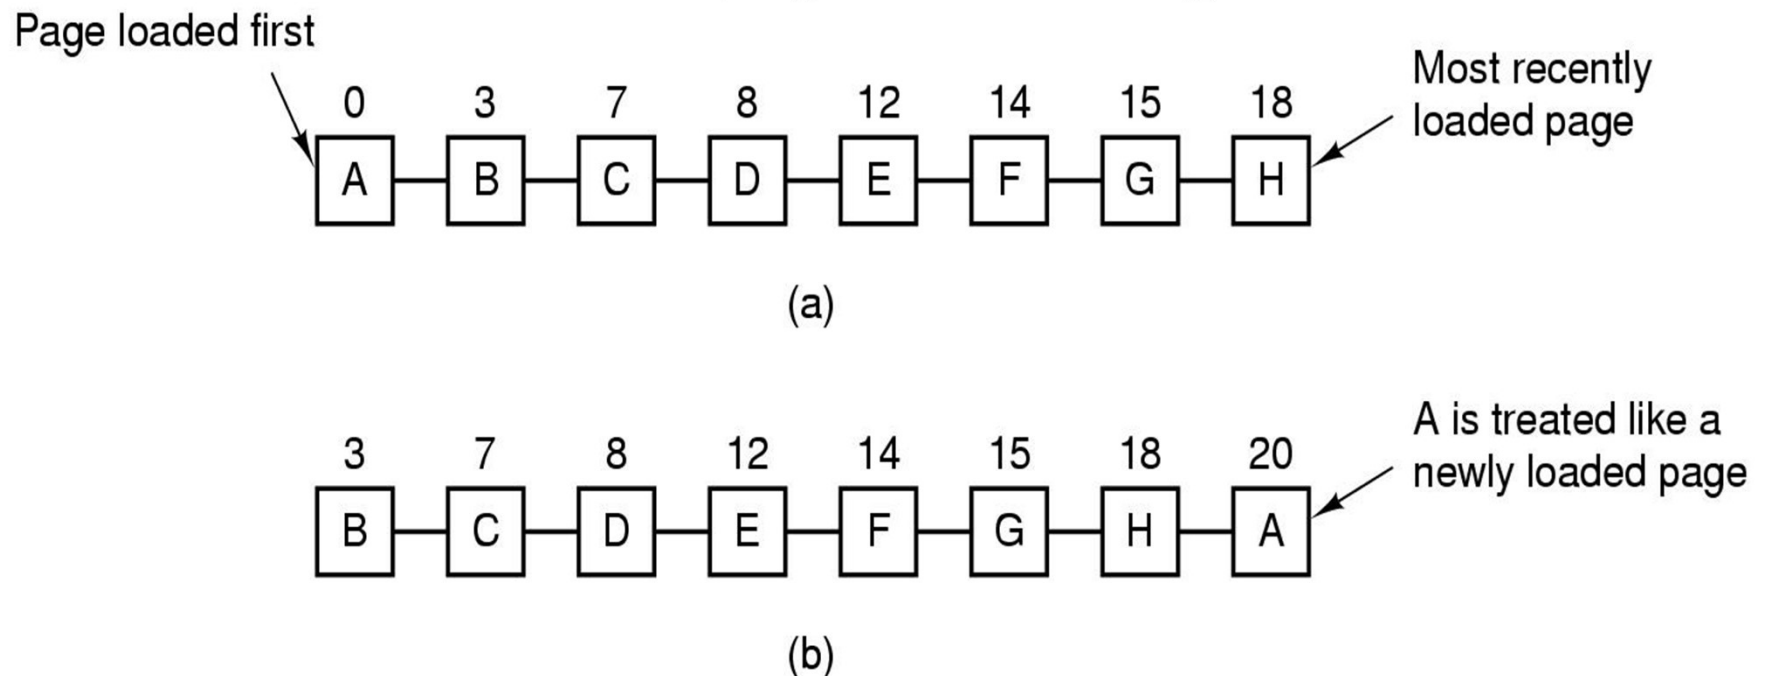 Page loaded first
Most recently
loaded page
0 3 7 8 12 14 15 18
A B C D E F G H
(a)
A is treated like a
newly loaded page
3 7 8 12 14 15 18 20
B C D E F G H A
(b)